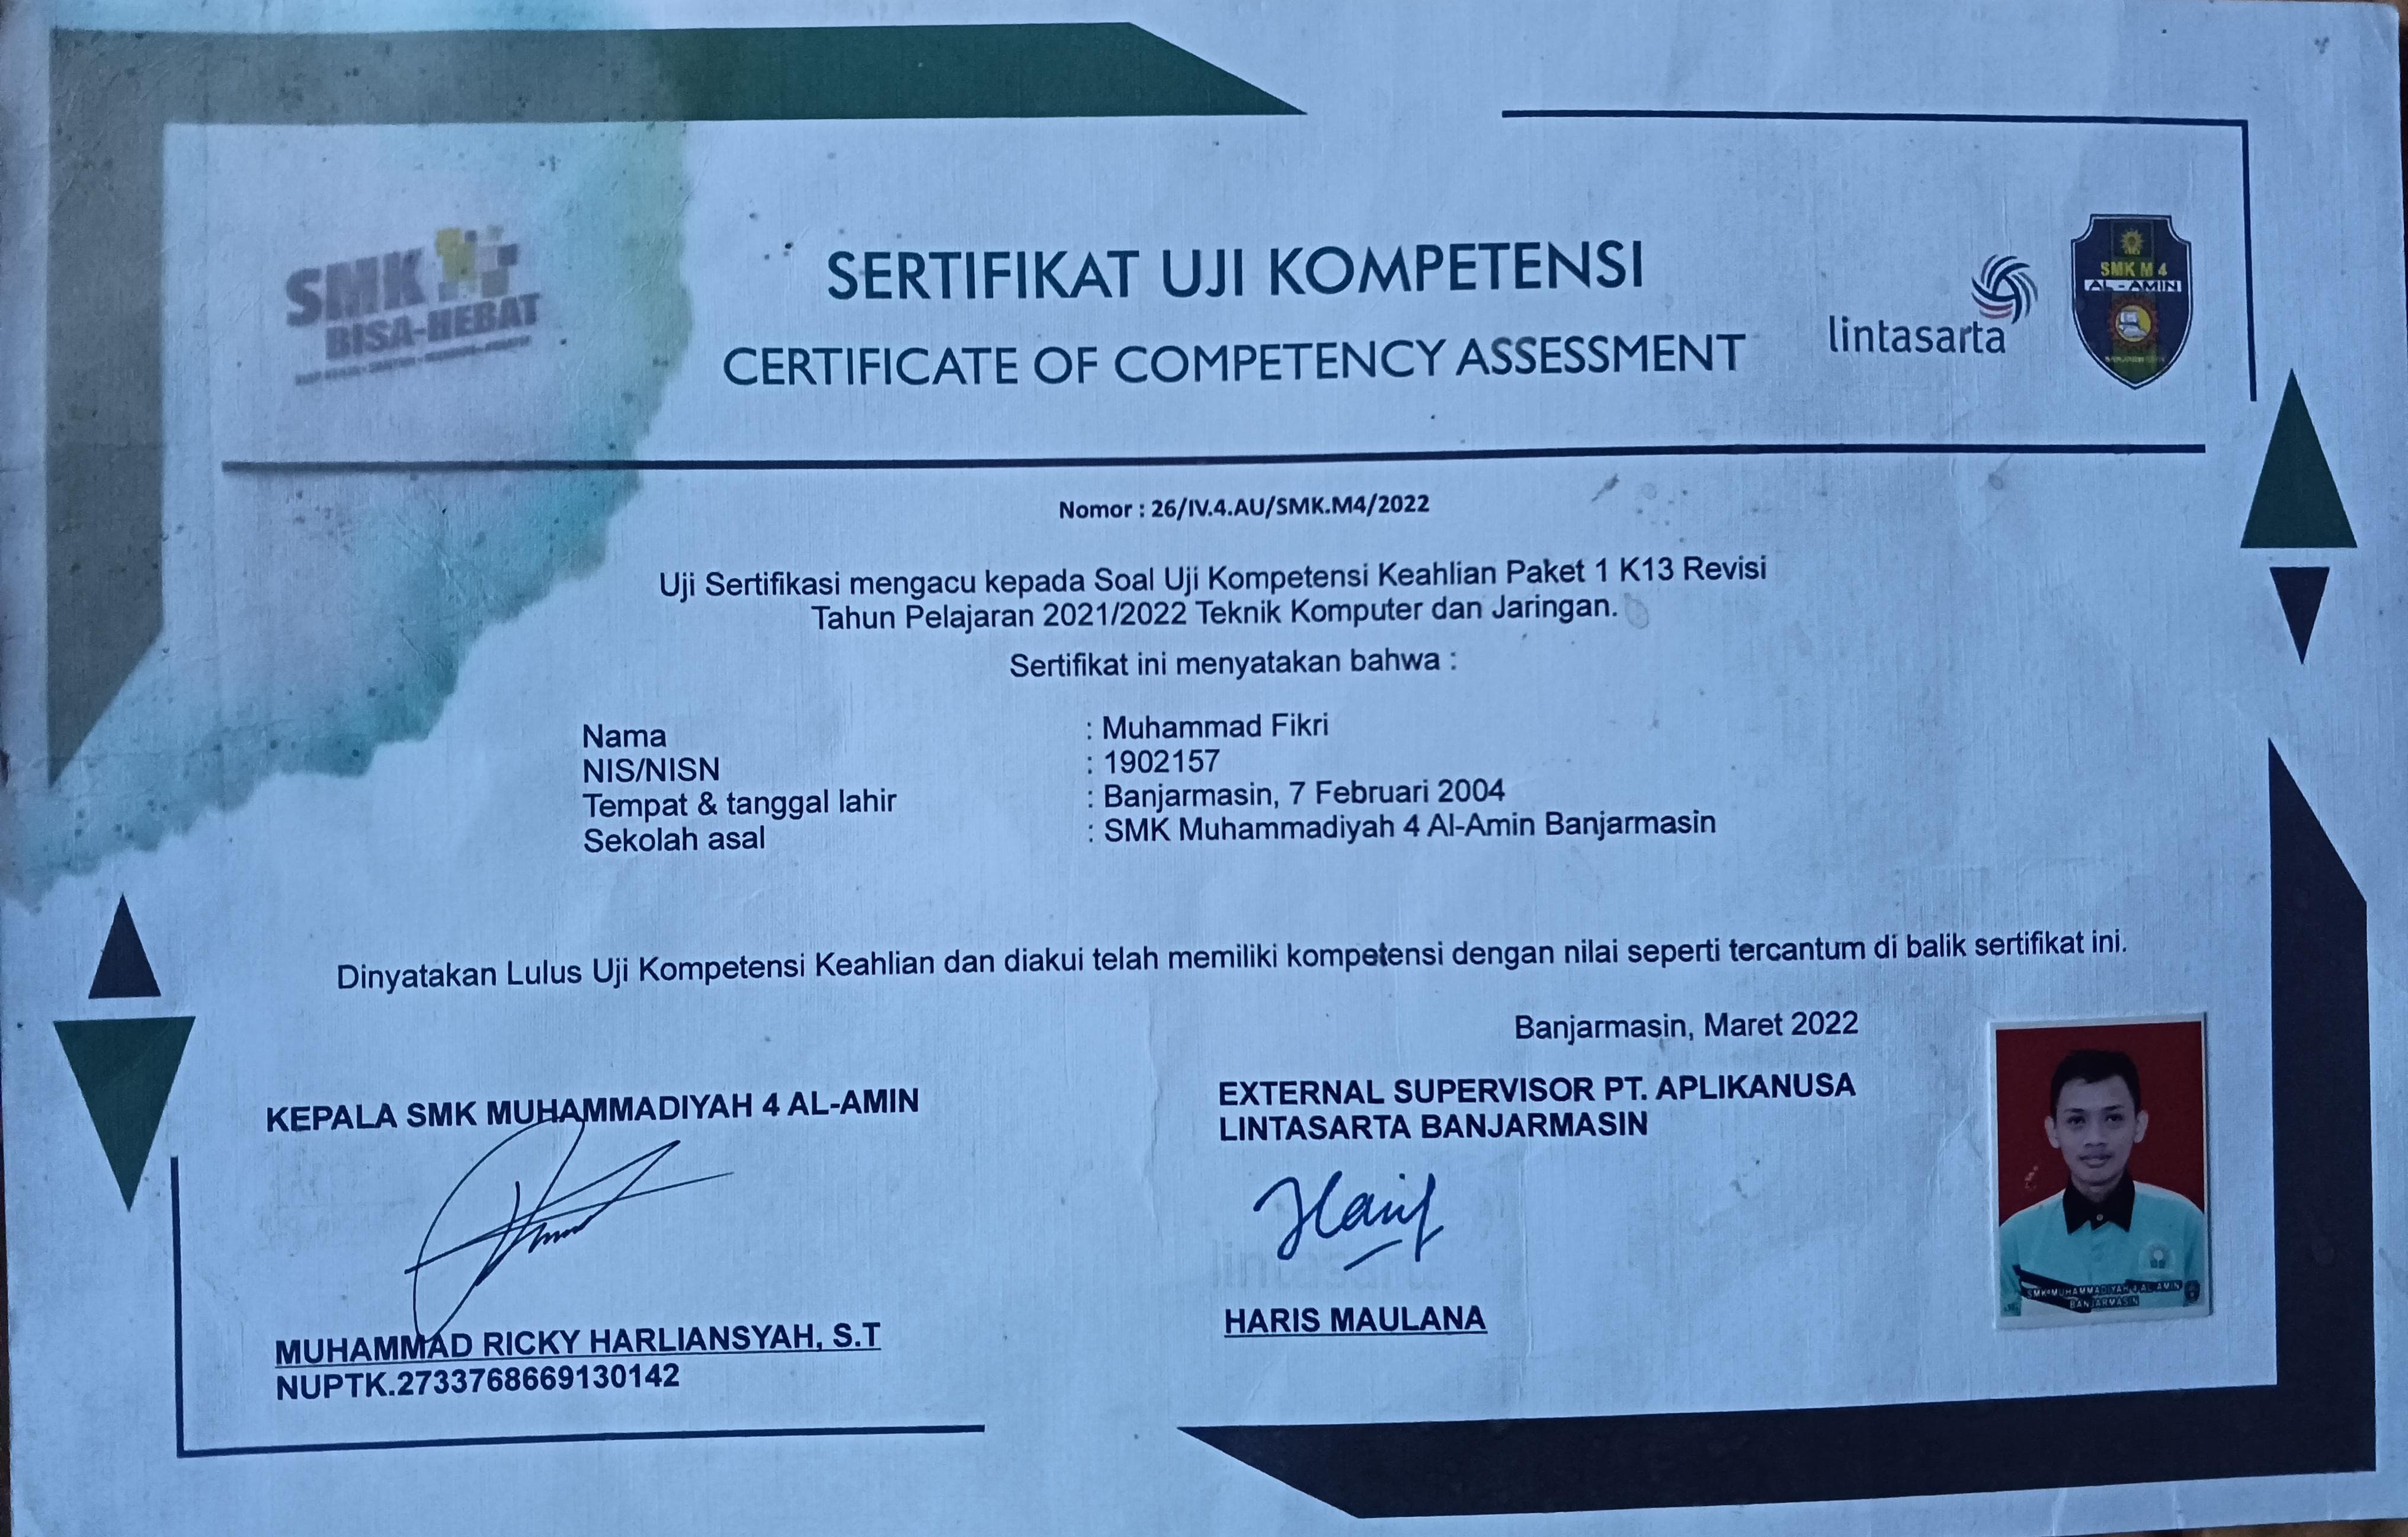 SMK
BISA-HEBAT
SERTIFIKAT UJI KOMPETENSI
CERTIFICATE OF COMPETENCY ASSESSMENT
lintasarta
SMK M 4
AL - AMIN
Nomor : 26/IV.4.AU/SMK.M4/2022
Uji Sertifikasi mengacu kepada Soal Uji Kompetensi Keahlian Paket 1 K13 Revisi
Tahun Pelajaran 2021/2022 Teknik Komputer dan Jaringan.
Sertifikat ini menyatakan bahwa :
Nama : Muhammad Fikri
NIS/NISN : 1902157
Tempat & tanggal lahir : Banjarmasin, 7 Februari 2004
Sekolah asal : SMK Muhammadiyah 4 Al-Amin Banjarmasin
Dinyatakan Lulus Uji Kompetensi Keahlian dan diakui telah memiliki kompetensi dengan nilai seperti tercantum di balik sertifikat ini.
Banjarmasin, Maret 2022
KEPALA SMK MUHAMMADIYAH 4 AL-AMIN
MUHAMMAD RICKY HARLIANSYAH, S.T
NUPTK.2733768669130142
EXTERNAL SUPERVISOR PT. APLIKANUSA
LINTASARTA BANJARMASIN
HARIS MAULANA
SMK MUHAMMADIYAH 4 AL-AMIN
BANJARMASIN